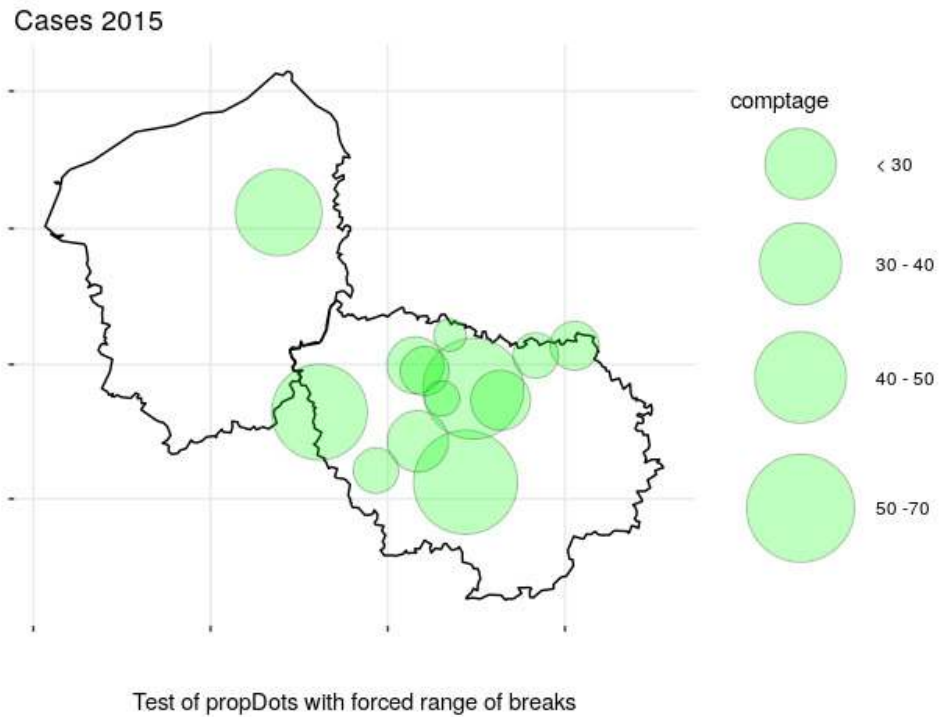 Cases 2015
comptage
< 30
30 - 40
40 - 50
50 -70
Test of propDots with forced range of breaks